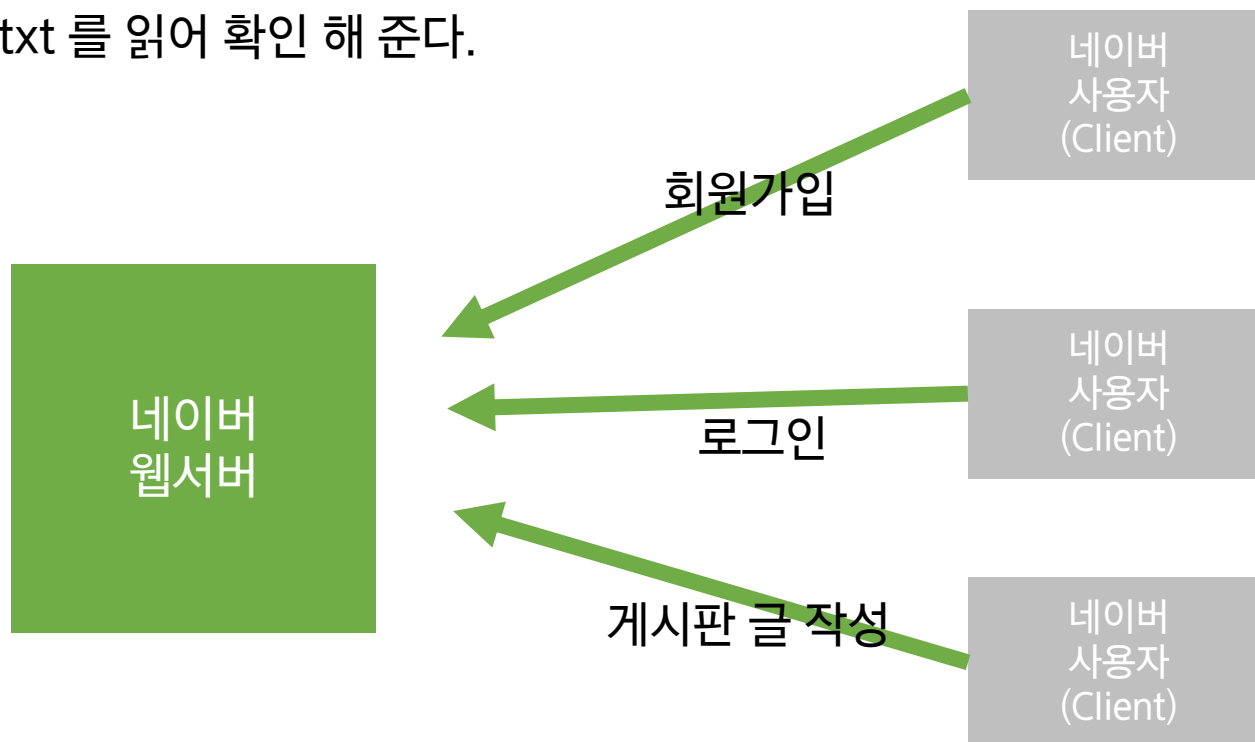 txt 를 읽어 확인 해 준다.
네이버
사용자
(Client)
회원가입
네이버
웹서버
네이버
사용자
(Client)
로그인
게시판 글 작성
네이버
사용자
(Client)